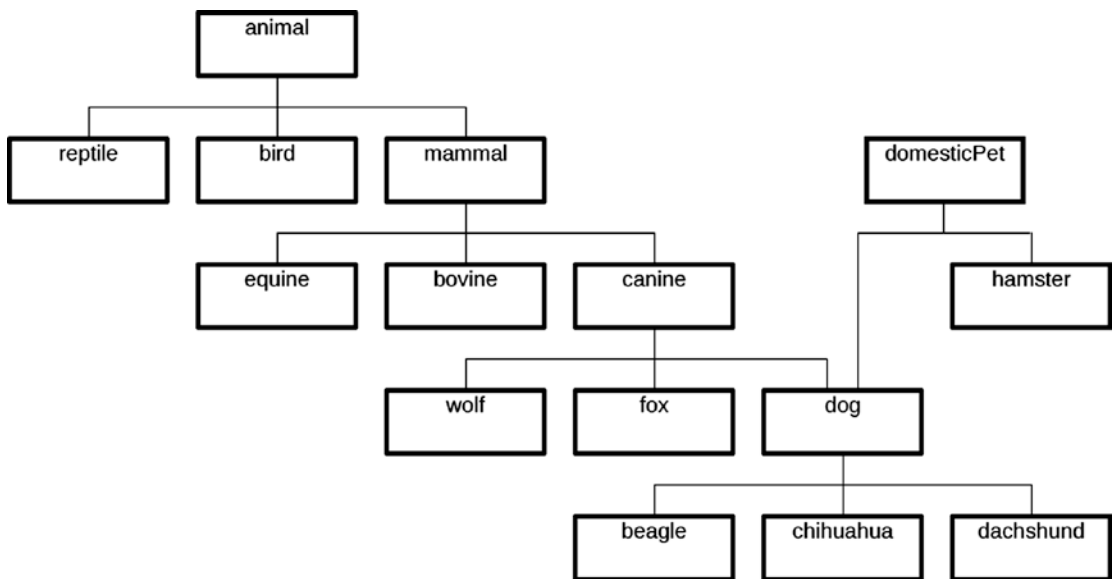 animal
reptile
bird
mammal
domesticPet
equine
bovine
canine
hamster
wolf
fox
dog
beagle
chihuahua
dachshund